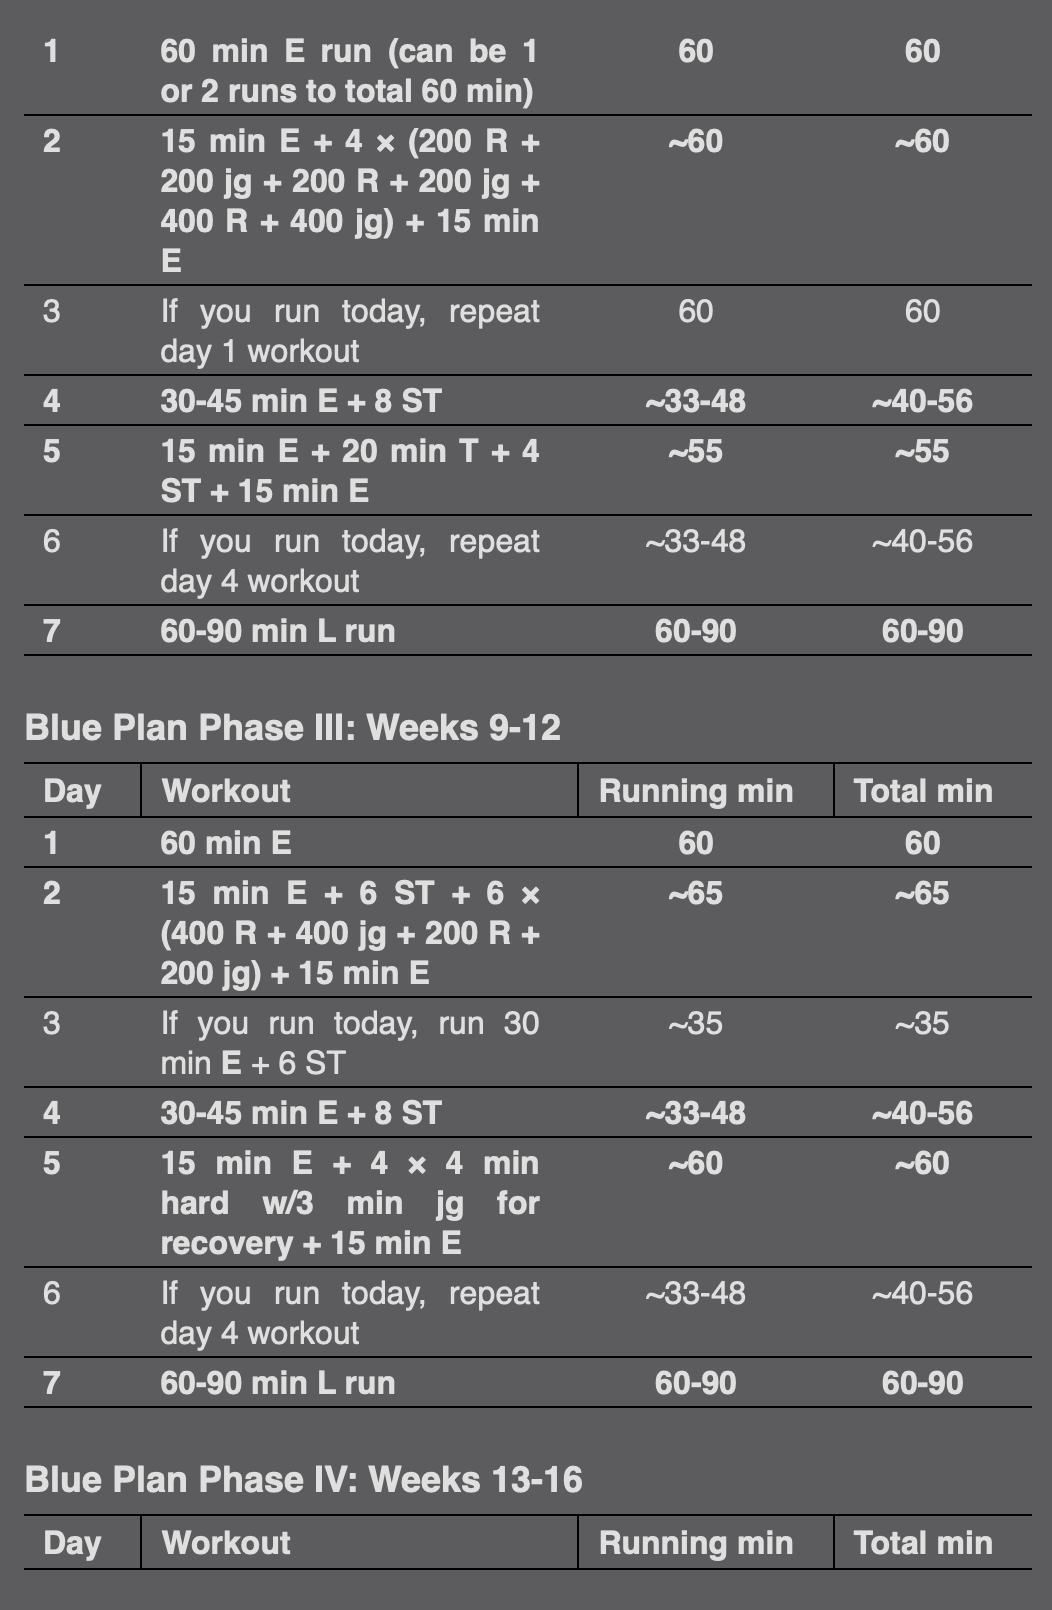 1 60 min E run (can be 1 60 60
or 2 runs to total 60 min)
2 15 min E + 4 × (200 R + ~60 ~60
200 jg + 200 R + 200 jg +
400 R + 400 jg) + 15 min
E
3 If you run today, repeat 60 60
day 1 workout
4 30-45 min E + 8 ST ~33-48 ~40-56
5 15 min E + 20 min T + 4 ~55 ~55
ST + 15 min E
6 If you run today, repeat ~33-48 ~40-56
day 4 workout
7 60-90 min L run 60-90 60-90
Blue Plan Phase III: Weeks 9-12
Day Workout Running min Total min
1 60 min E 60 60
2 15 min E + 6 ST + 6 × ~65 ~65
(400 R + 400 jg + 200 R +
200 jg) + 15 min E
3 If you run today, run 30 ~35 ~35
min E + 6 ST
4 30-45 min E + 8 ST ~33-48 ~40-56
5 15 min E + 4 × 4 min ~60 ~60
hard w/3 min jg for
recovery + 15 min E
6 If you run today, repeat ~33-48 ~40-56
day 4 workout
7 60-90 min L run 60-90 60-90
Blue Plan Phase IV: Weeks 13-16
Day Workout Running min Total min